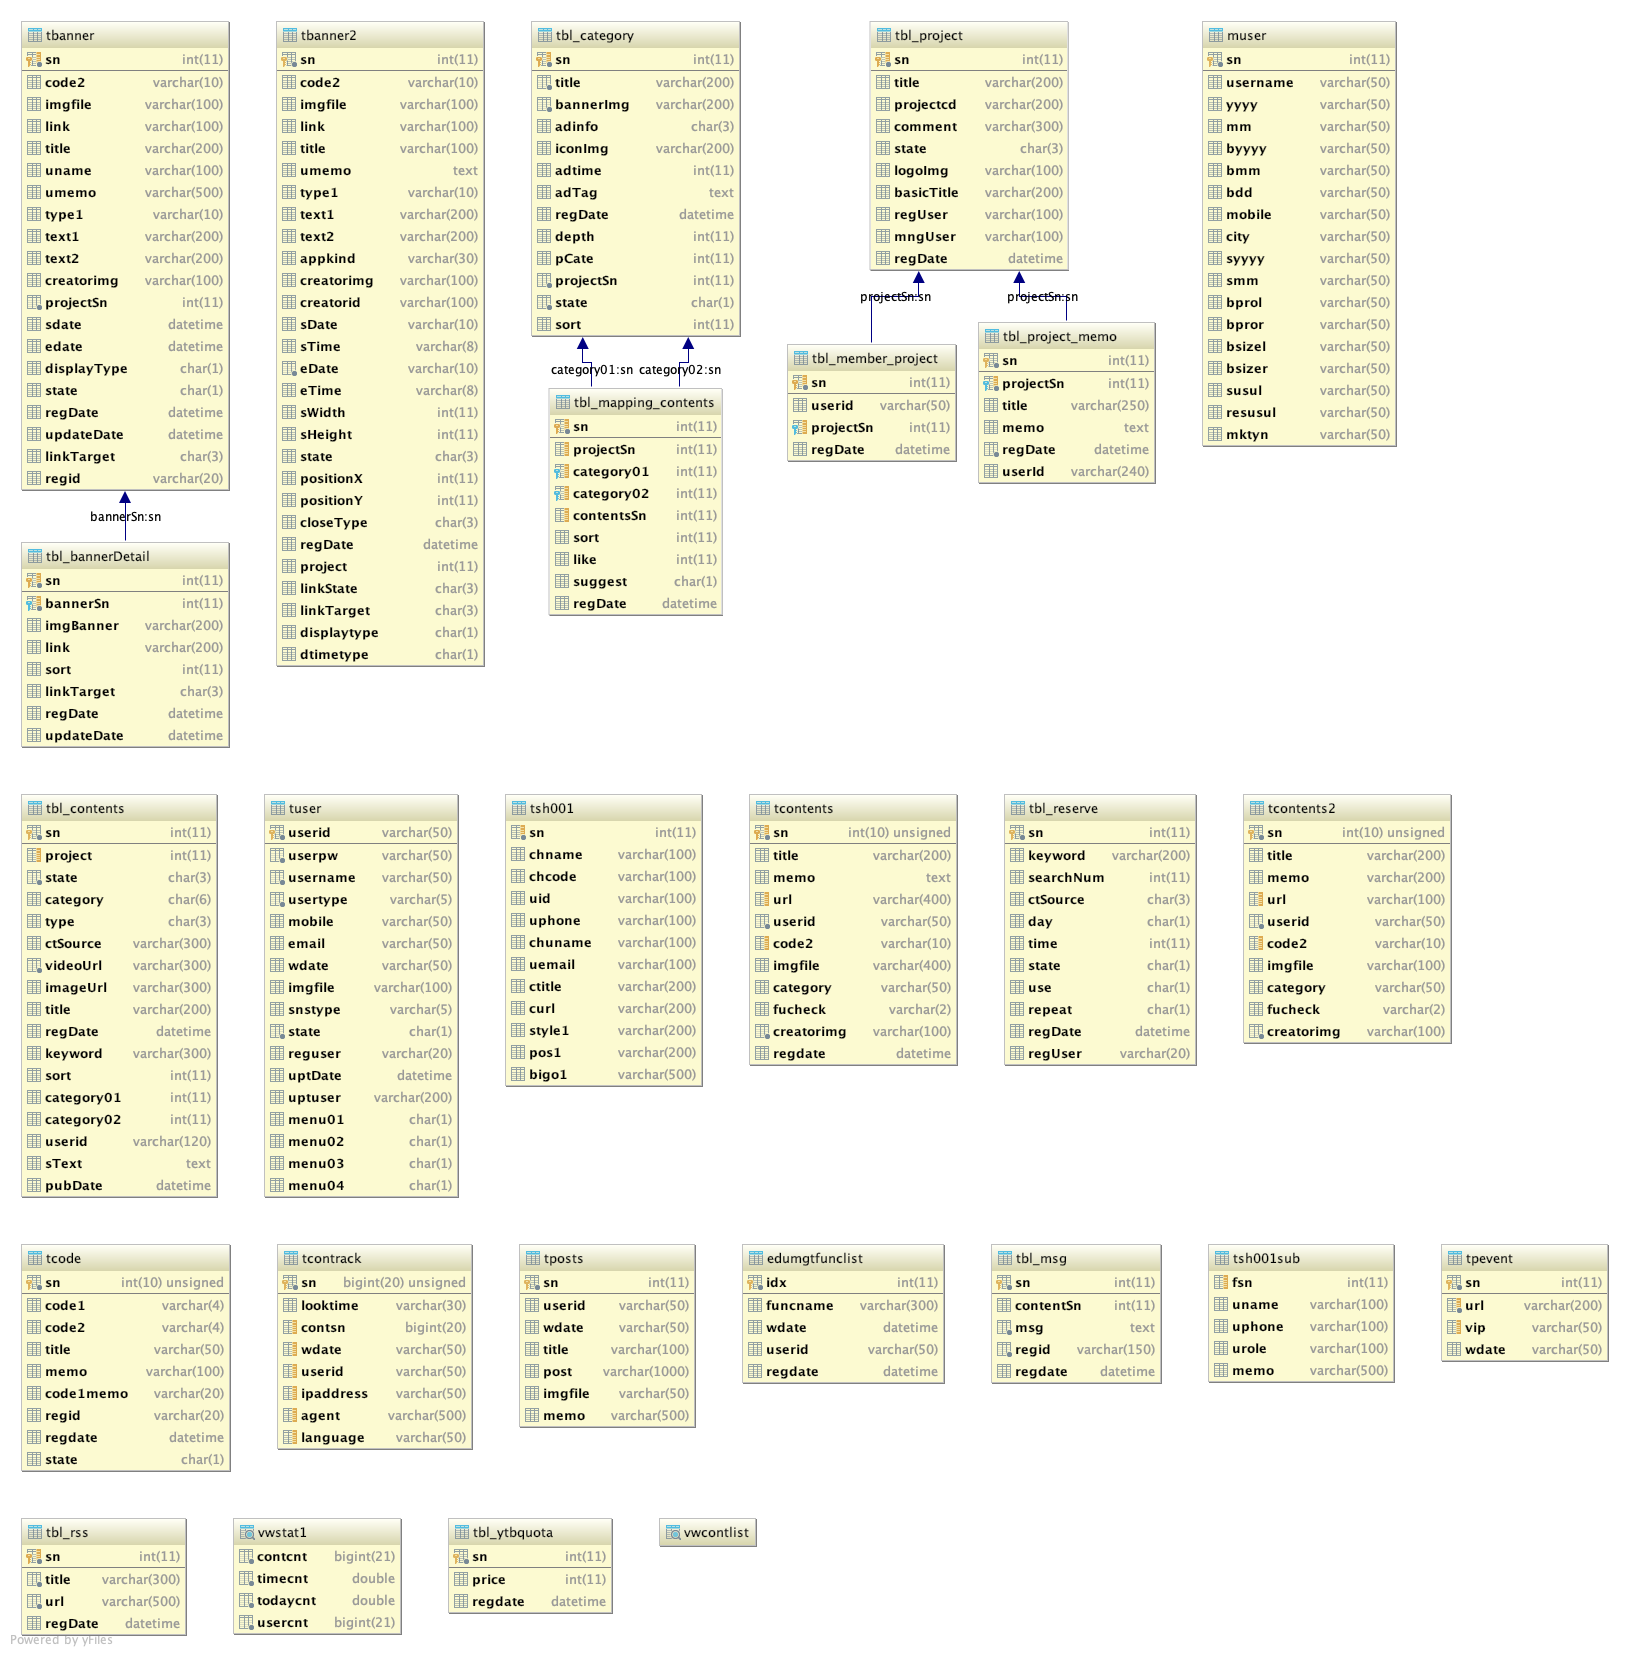 tbanner
sn int(11)
code2 varchar(10)
imgfile varchar(100)
link varchar(100)
title varchar(200)
uname varchar(100)
umemo varchar(500)
type1 varchar(10)
text1 varchar(200)
text2 varchar(200)
creatorimg varchar(100)
projectSn int(11)
sdate datetime
edate datetime
displayType char(1)
state char(1)
regDate datetime
updateDate datetime
linkTarget char(3)
regid varchar(20)
bannerSn:sn
tbl_bannerDetail
sn int(11)
bannerSn int(11)
imgBanner varchar(200)
link varchar(200)
sort int(11)
linkTarget char(3)
regDate datetime
updateDate datetime
tbanner2
sn int(11)
code2 varchar(10)
imgfile varchar(100)
link varchar(100)
title varchar(100)
umemo text
type1 varchar(10)
text1 varchar(200)
text2 varchar(200)
appkind varchar(30)
creatorimg varchar(100)
creatorid varchar(100)
sDate varchar(10)
sTime varchar(8)
eDate varchar(10)
eTime varchar(8)
sWidth int(11)
sHeight int(11)
state char(3)
positionX int(11)
positionY int(11)
closeType char(3)
regDate datetime
project int(11)
linkState char(3)
linkTarget char(3)
displaytype char(1)
dtimetype char(1)
tbl_category
sn int(11)
title varchar(200)
bannerImg varchar(200)
adinfo char(3)
iconImg varchar(200)
adtime int(11)
adTag text
regDate datetime
depth int(11)
pCate int(11)
projectSn int(11)
state char(1)
sort int(11)
category01:sn category02:sn
tbl_mapping_contents
sn int(11)
projectSn int(11)
category01 int(11)
category02 int(11)
contentsSn int(11)
sort int(11)
like int(11)
suggest char(1)
regDate datetime
tbl_project
sn int(11)
title varchar(200)
projectcd varchar(200)
comment varchar(300)
state char(3)
logoImg varchar(100)
basicTitle varchar(200)
regUser varchar(100)
mngUser varchar(100)
regDate datetime
projectSn:sn projectSn:sn
tbl_member_project
sn int(11)
userid varchar(50)
projectSn int(11)
regDate datetime
tbl_project_memo
sn int(11)
projectSn int(11)
title varchar(250)
memo text
regDate datetime
userId varchar(240)
muser
sn int(11)
username varchar(50)
yyyy varchar(50)
mm varchar(50)
byyyy varchar(50)
bmm varchar(50)
bdd varchar(50)
mobile varchar(50)
city varchar(50)
syyyy varchar(50)
smm varchar(50)
bprol varchar(50)
bpror varchar(50)
bsizel varchar(50)
bsizer varchar(50)
susul varchar(50)
resusul varchar(50)
mktyn varchar(50)
tbl_contents
sn int(11)
project int(11)
state char(3)
category char(6)
type char(3)
ctSource varchar(300)
videoUrl varchar(300)
imageUrl varchar(300)
title varchar(200)
regDate datetime
keyword varchar(300)
sort int(11)
category01 int(11)
category02 int(11)
userid varchar(120)
sText text
pubDate datetime
tuser
userid varchar(50)
userpw varchar(50)
username varchar(50)
usertype varchar(5)
mobile varchar(50)
email varchar(50)
wdate varchar(50)
imgfile varchar(100)
snstype varchar(5)
state char(1)
reguser varchar(20)
uptDate datetime
uptuser varchar(200)
menu01 char(1)
menu02 char(1)
menu03 char(1)
menu04 char(1)
tsh001
sn int(11)
chname varchar(100)
chcode varchar(100)
uid varchar(100)
uphone varchar(100)
chuname varchar(100)
uemail varchar(100)
ctitle varchar(200)
curl varchar(200)
style1 varchar(200)
pos1 varchar(200)
bigo1 varchar(500)
tcontents
sn int(10) unsigned
title varchar(200)
memo text
url varchar(400)
userid varchar(50)
code2 varchar(10)
imgfile varchar(400)
category varchar(50)
fucheck varchar(2)
creatorimg varchar(100)
regdate datetime
tbl_reserve
sn int(11)
keyword varchar(200)
searchNum int(11)
ctSource char(3)
day char(1)
time int(11)
state char(1)
use char(1)
repeat char(1)
regDate datetime
regUser varchar(20)
tcontents2
sn int(10) unsigned
title varchar(200)
memo varchar(200)
url varchar(100)
userid varchar(50)
code2 varchar(10)
imgfile varchar(100)
category varchar(50)
fucheck varchar(2)
creatorimg varchar(100)
tcode
sn int(10) unsigned
code1 varchar(4)
code2 varchar(4)
title varchar(50)
memo varchar(100)
code1memo varchar(20)
regid varchar(20)
regdate datetime
state char(1)
tcontrack
sn bigint(20) unsigned
looktime varchar(30)
contsn bigint(20)
wdate varchar(50)
userid varchar(50)
ipaddress varchar(50)
agent varchar(500)
language varchar(50)
tposts
sn int(11)
userid varchar(50)
wdate varchar(50)
title varchar(100)
post varchar(1000)
imgfile varchar(50)
memo varchar(500)
edumgtfunclist
idx int(11)
funcname varchar(300)
wdate datetime
userid varchar(50)
regdate datetime
tbl_msg
sn int(11)
contentSn int(11)
msg text
regid varchar(150)
regdate datetime
tsh001sub
fsn int(11)
uname varchar(100)
uphone varchar(100)
urole varchar(100)
memo varchar(500)
tpevent
sn int(11)
url varchar(200)
vip varchar(50)
wdate varchar(50)
tbl_rss
sn int(11)
title varchar(300)
url varchar(500)
regDate datetime
vwstat1
contcnt bigint(21)
timecnt double
todaycnt double
usercnt bigint(21)
tbl_ytbquota
sn int(11)
price int(11)
regdate datetime
vwcontlist
Powered by yFiles